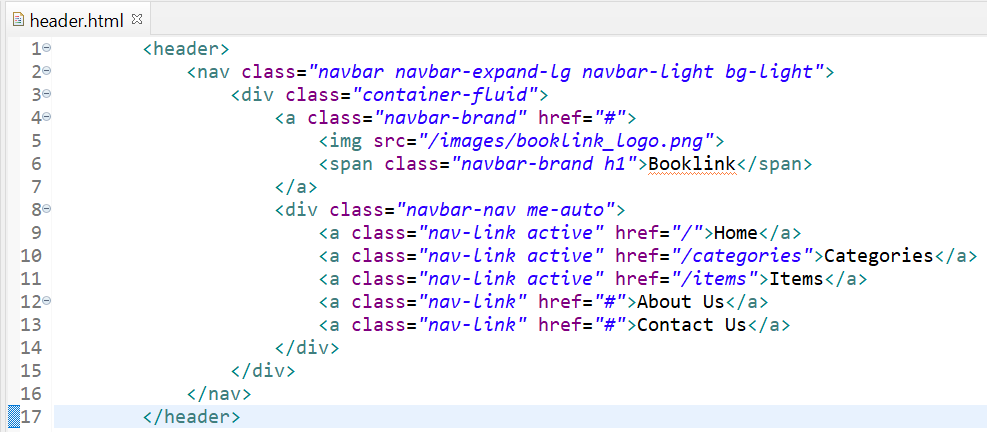 header.html
1 <header>
2 <nav class="navbar navbar-expand-lg navbar-light bg-light">
3 <div class="container-fluid">
4 <a class="navbar-brand" href="#">
5 <img src="/images/booklink_logo.png">
6 <span class="navbar-brand h1">Booklink</span>
7 </a>
8 <div class="navbar-nav me-auto">
9 <a class="nav-link active" href="/">Home</a>
10 <a class="nav-link active" href="/categories">Categories</a>
11 <a class="nav-link active" href="/items">Items</a>
12 <a class="nav-link" href="#">About Us</a>
13 <a class="nav-link" href="#">Contact Us</a>
14 </div>
15 </div>
16 </nav>
17 </header>